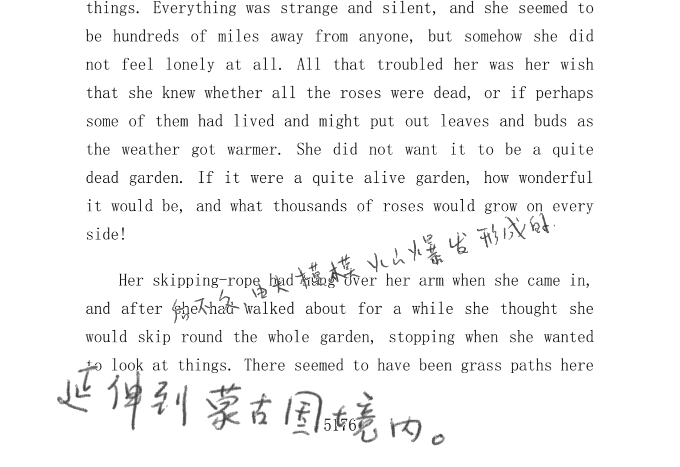 things. Everything was strange and silent, and she seemed to
be hundreds of miles away from anyone, but somehow she did
not feel lonely at all. All that troubled her was her wish
that she knew whether all the roses were dead, or if perhaps
some of them had lived and might put out leaves and buds as
the weather got warmer. She did not want it to be a quite
dead garden. If it were a quite alive garden, how wonderful
it would be, and what thousands of roses would grow on every
side!
由大规模火山爆发形成的
Her skipping-rope had hung over her arm when she came in,
and after she had walked about for a while she thought she
would skip round the whole garden, stopping when she wanted
to look at things. There seemed to have been grass paths here
延伸到蒙古国境内。
5176